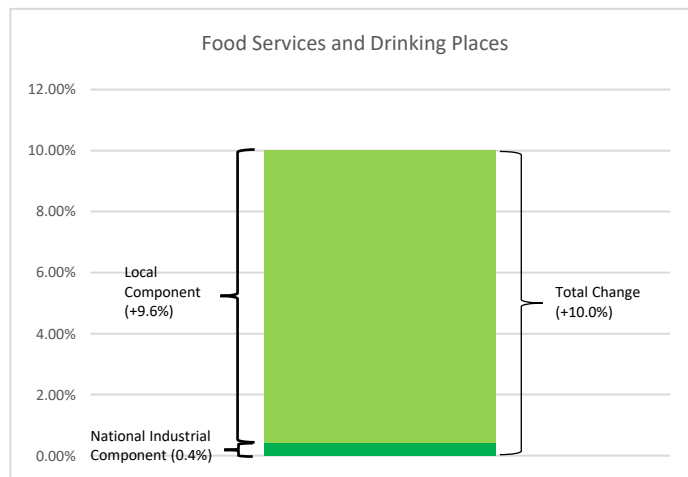 Food Services and Drinking Places
12.00%
10.00%
8.00%
6.00%
4.00%
2.00%
0.00%
Local
Component
(+9.6%)
National Industrial
Component (0.4%)
Total Change
(+10.0%)